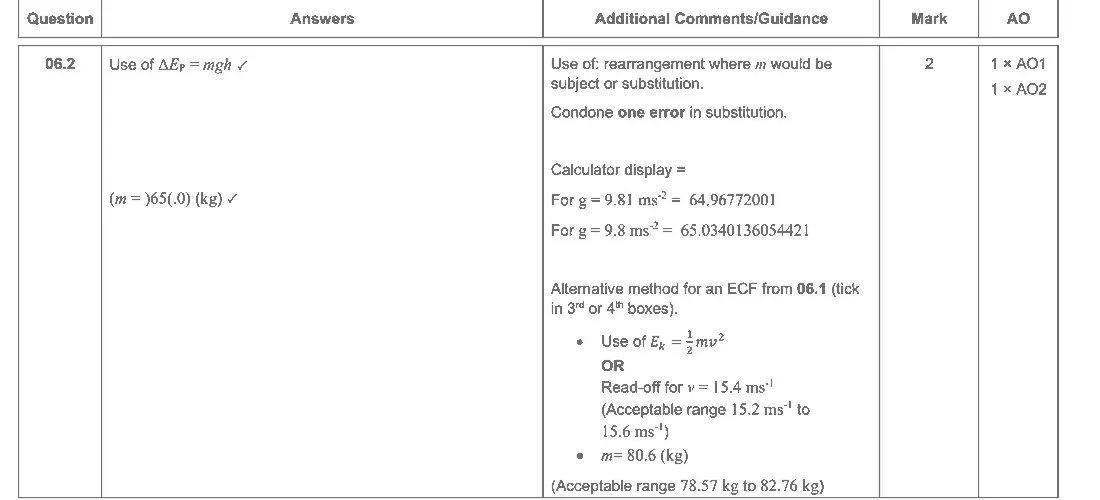 Question Answers Additional Comments/Guidance Mark AO
06.2 Use of ΔEP = mgh ✓ Use of: rearrangement where m would be 2 1 × AO1
subject or substitution. 1 × AO2
Condone one error in substitution.
Calculator display =
(m = )65(.0) (kg) ✓ For g = 9.81 ms⁻² = 64.96772001
For g = 9.8 ms⁻² = 65.0340136054421
Alternative method for an ECF from 06.1 (tick
in 3rd or 4th boxes).
• Use of Eₖ = ½mv²
OR
Read-off for v = 15.4 ms⁻¹
(Acceptable range 15.2 ms⁻¹ to
15.6 ms⁻¹)
• m= 80.6 (kg)
(Acceptable range 78.57 kg to 82.76 kg)